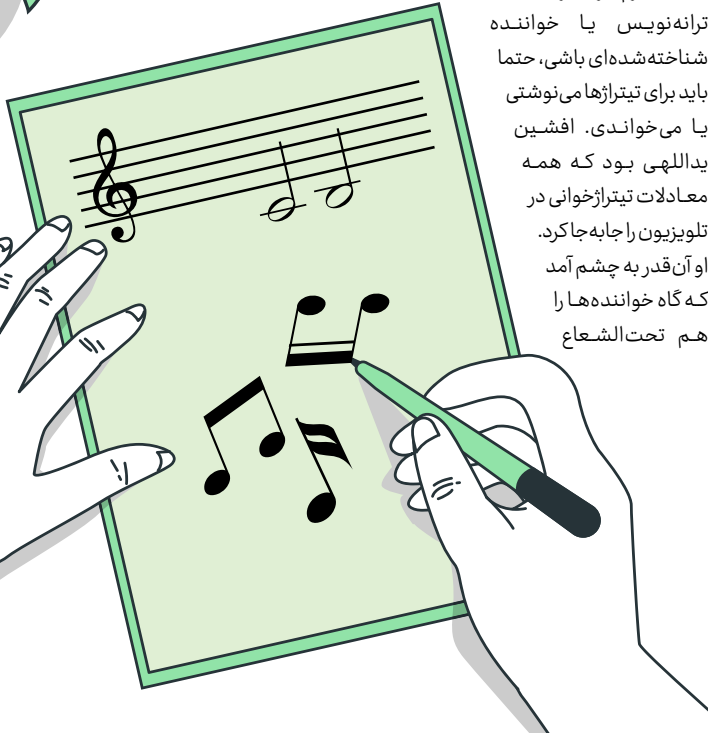 ترانه‌نویس یا خواننده
شناخته‌شده‌ای باشی، حتما
باید برای تیتراژها می‌نوشتی
یا می‌خواندی. افشین
یداللهی بود که همه
معادلات تیتراژخوانی در
تلویزیون را جابه‌جا کرد.
او آن‌قدر به چشم آمد
که گاه خواننده‌ها را
هم تحت‌الشعاع